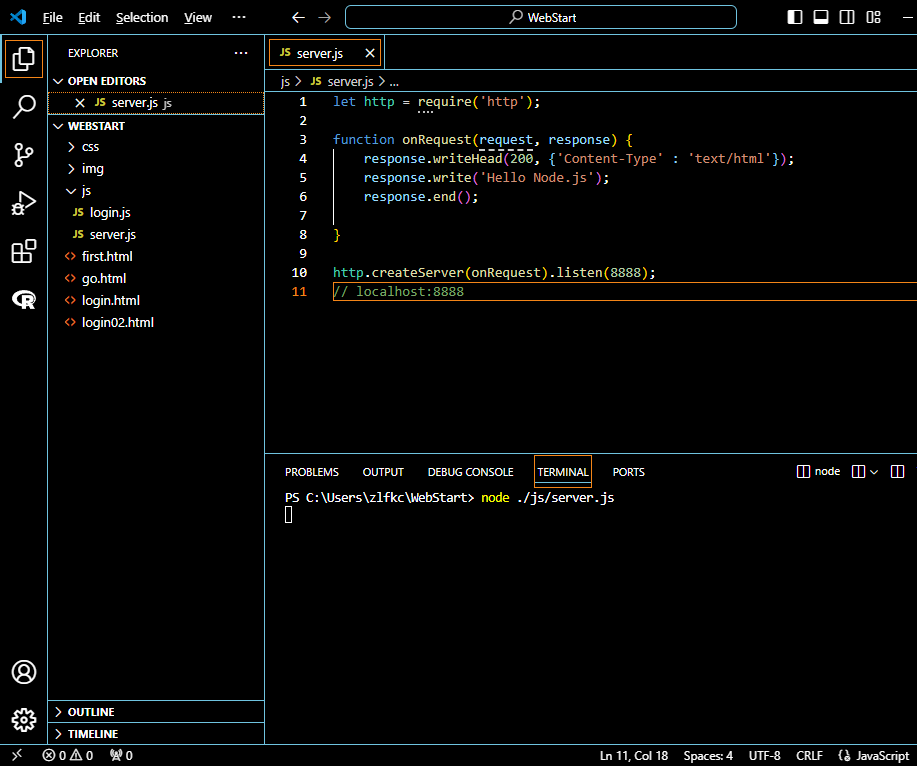 File Edit Selection View ... WebStart
EXPLORER ...
OPEN EDITORS
server.js js
WEBSTART
css
img
js
JS login.js
JS server.js
<> first.html
<> go.html
<> login.html
<> login02.html
OUTLINE
TIMELINE
JS server.js
js > JS server.js > ...
1 let http = require('http');
2
3 function onRequest(request, response) {
4 response.writeHead(200, {'Content-Type' : 'text/html'});
5 response.write('Hello Node.js');
6 response.end();
7
8 }
9
10 http.createServer(onRequest).listen(8888);
11 // localhost:8888
PROBLEMS OUTPUT DEBUG CONSOLE TERMINAL PORTS node
PS C:\Users\zlfkc\WebStart> node ./js/server.js
0 0 0 Ln 11, Col 18 Spaces: 4 UTF-8 CRLF JavaScript